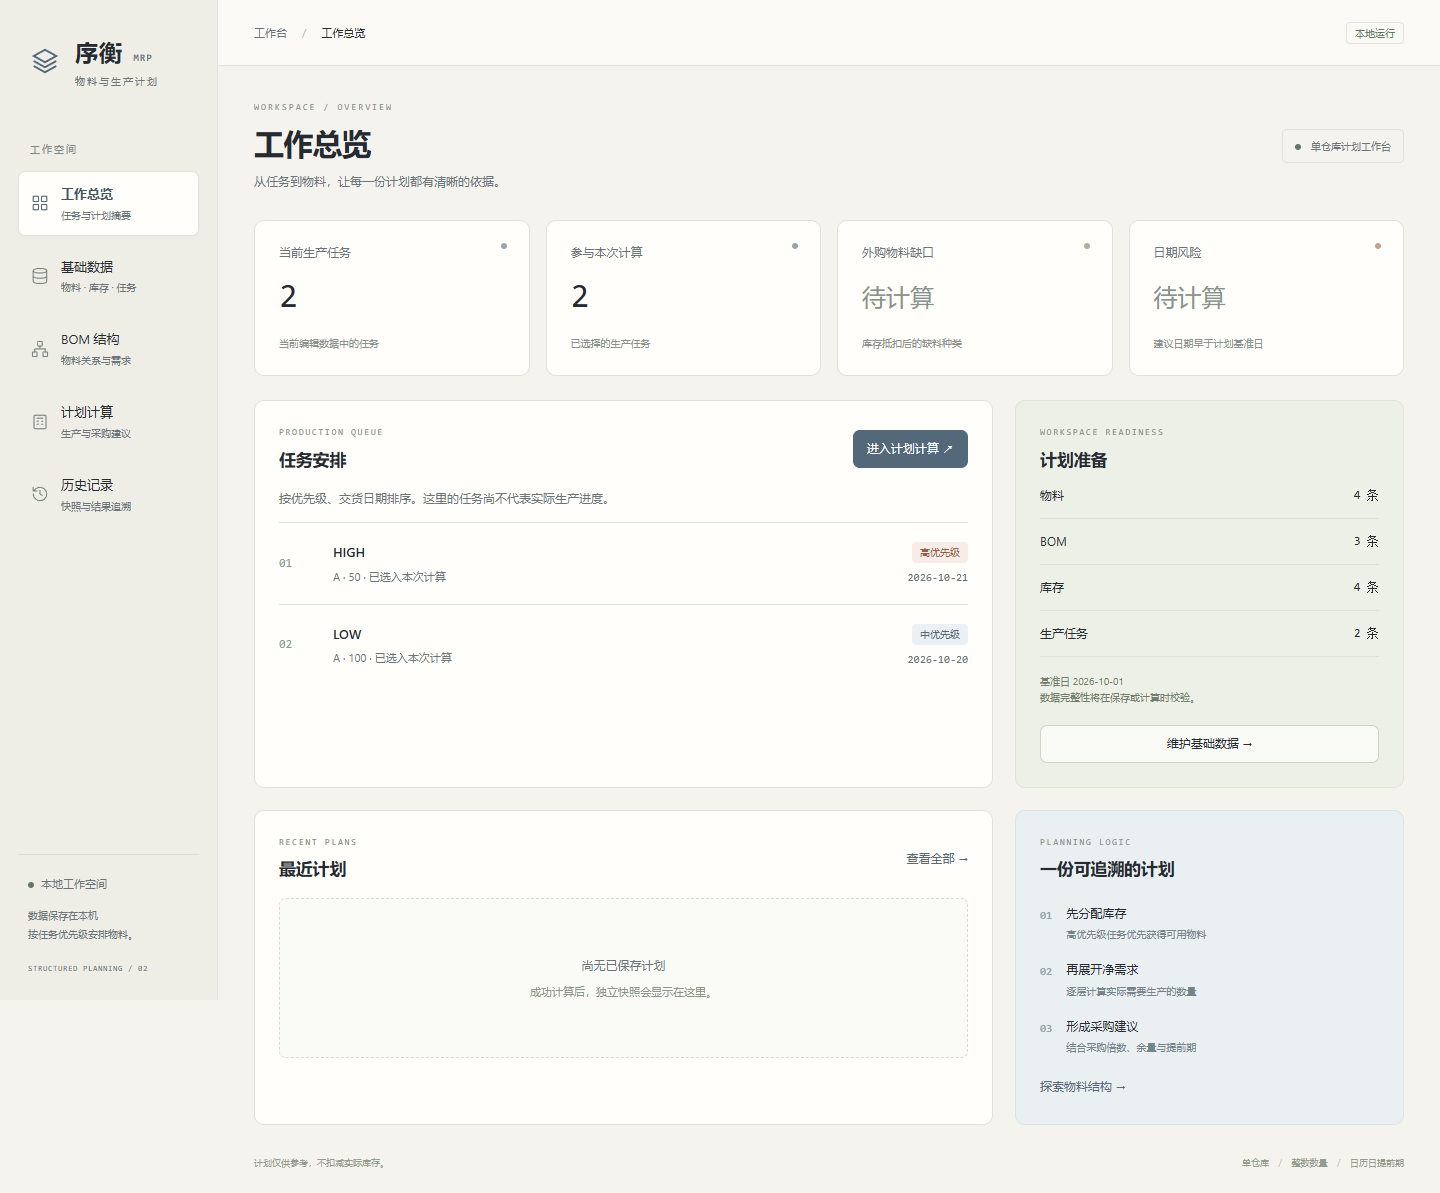 序衡 MRP
物料与生产计划
工作空间
工作总览
任务与计划摘要
基础数据
物料 · 库存 · 任务
BOM 结构
物料关系与需求
计划计算
生产与采购建议
历史记录
快照与结果追溯
本地工作空间
数据保存在本机
按任务优先级安排物料。
STRUCTURED PLANNING / 02
工作台 / 工作总览
本地运行
WORKSPACE / OVERVIEW
工作总览
从任务到物料，让每一份计划都有清晰的依据。
单仓库计划工作台
当前生产任务
2
当前编辑数据中的任务
参与本次计算
2
已选择的生产任务
外购物料缺口
待计算
库存抵扣后的缺料种类
日期风险
待计算
建议日期早于计划基准日
PRODUCTION QUEUE
任务安排
进入计划计算 ↗
按优先级、交货日期排序。这里的任务尚不代表实际生产进度。
01
HIGH
A · 50 · 已选入本次计算
高优先级
2026-10-21
02
LOW
A · 100 · 已选入本次计算
中优先级
2026-10-20
WORKSPACE READINESS
计划准备
物料 4 条
BOM 3 条
库存 4 条
生产任务 2 条
基准日 2026-10-01
数据完整性将在保存或计算时校验。
维护基础数据 →
RECENT PLANS
最近计划
查看全部 →
尚无已保存计划
成功计算后，独立快照会显示在这里。
PLANNING LOGIC
一份可追溯的计划
01 先分配库存
高优先级任务优先获得可用物料
02 再展开净需求
逐层计算实际需要生产的数量
03 形成采购建议
结合采购倍数、余量与提前期
探索物料结构 →
计划仅供参考，不扣减实际库存。
单仓库 / 整数数量 / 日历日提前期